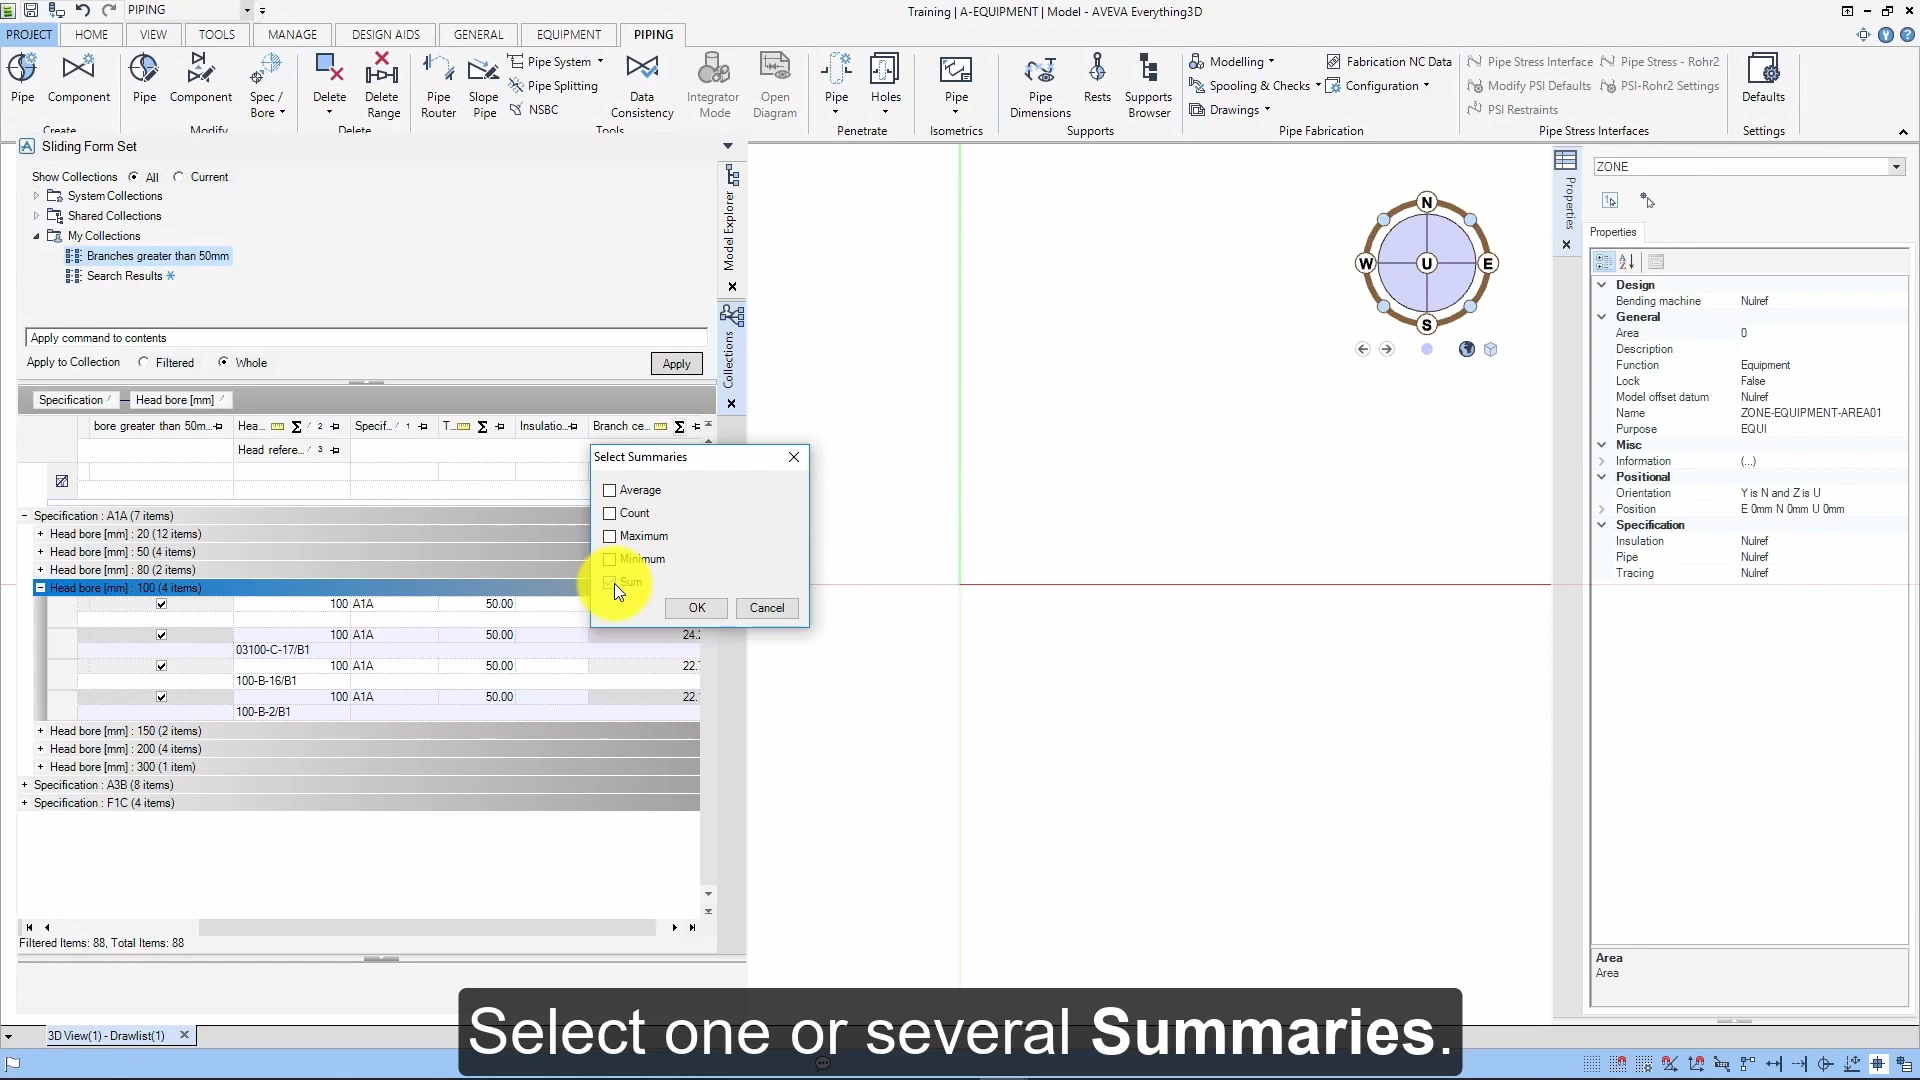 PIPING
Training | A-EQUIPMENT | Model - AVEVA Everything3D
PROJECT HOME VIEW TOOLS MANAGE DESIGN AIDS GENERAL EQUIPMENT PIPING
Pipe Component Pipe Component Spec / Bore Delete Delete Range Pipe Router Slope Pipe
Pipe System
Pipe Splitting
NSBC
Data Consistency Integrator Mode Open Diagram Pipe Holes Pipe Pipe Dimensions Rests Supports Browser
Modelling Fabrication NC Data
Spooling & Checks Configuration
Drawings
Pipe Stress Interface Pipe Stress - Rohr2
Modify PSI Defaults PSI-Rohr2 Settings
PSI Restraints
Defaults
Create Modify Delete Tools Penetrate Isometrics Supports Pipe Fabrication Pipe Stress Interfaces Settings
Sliding Form Set
Show Collections All Current
System Collections
Shared Collections
My Collections
Branches greater than 50mm
Search Results
Apply command to contents
Apply to Collection Filtered Whole Apply
Model Explorer
Collections
Specification Head bore [mm]
bore greater than 50m... Hea... 2 Specif... 1 T... Insulatio... Branch ce...
Head refere... 3
Specification : A1A (7 items)
Head bore [mm] : 20 (12 items)
Head bore [mm] : 50 (4 items)
Head bore [mm] : 80 (2 items)
Head bore [mm] : 100 (4 items)
100 A1A 50.00
100 A1A 50.00 24.
03100-C-17/B1
100 A1A 50.00 22.
100-B-16/B1
100 A1A 50.00 22.
100-B-2/B1
Head bore [mm] : 150 (2 items)
Head bore [mm] : 200 (4 items)
Head bore [mm] : 300 (1 item)
Specification : A3B (8 items)
Specification : F1C (4 items)
Filtered Items: 88, Total Items: 88
Select Summaries
Average
Count
Maximum
Minimum
Sum
OK Cancel
N
W U E
S
Properties
ZONE
Properties
Design
Bending machine Nulref
General
Area 0
Description
Function Equipment
Lock False
Model offset datum Nulref
Name ZONE-EQUIPMENT-AREA01
Purpose EQUI
Misc
Information (...)
Positional
Orientation Y is N and Z is U
Position E 0mm N 0mm U 0mm
Specification
Insulation Nulref
Pipe Nulref
Tracing Nulref
Area
Area
3D View(1) - Drawlist(1)
Select one or several Summaries.